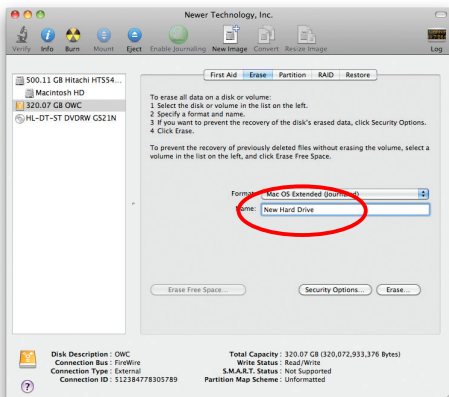 Newer Technology, Inc.
Verify Info Burn Mount Eject Enable Journaling New Image Convert Resize Image Log
First Aid Erase Partition RAID Restore
500.11 GB Hitachi HTS54...
Macintosh HD
320.07 GB OWC
HL-DT-ST DVDRW GS21N
To erase all data on a disk or volume:
1 Select the disk or volume in the list on the left.
2 Specify a format and name.
3 If you want to prevent the recovery of the disk's erased data, click Security Options.
4 Click Erase.
To prevent the recovery of previously deleted files without erasing the volume, select a
volume in the list on the left, and click Erase Free Space.
Format: Mac OS Extended (Journaled)
Name: New Hard Drive
Erase Free Space... Security Options... Erase...
Disk Description : OWC Total Capacity : 320.07 GB (320,072,933,376 Bytes)
Connection Bus : FireWire Write Status : Read/Write
Connection Type : External S.M.A.R.T. Status : Not Supported
Connection ID : 512384778305789 Partition Map Scheme : Unformatted
?